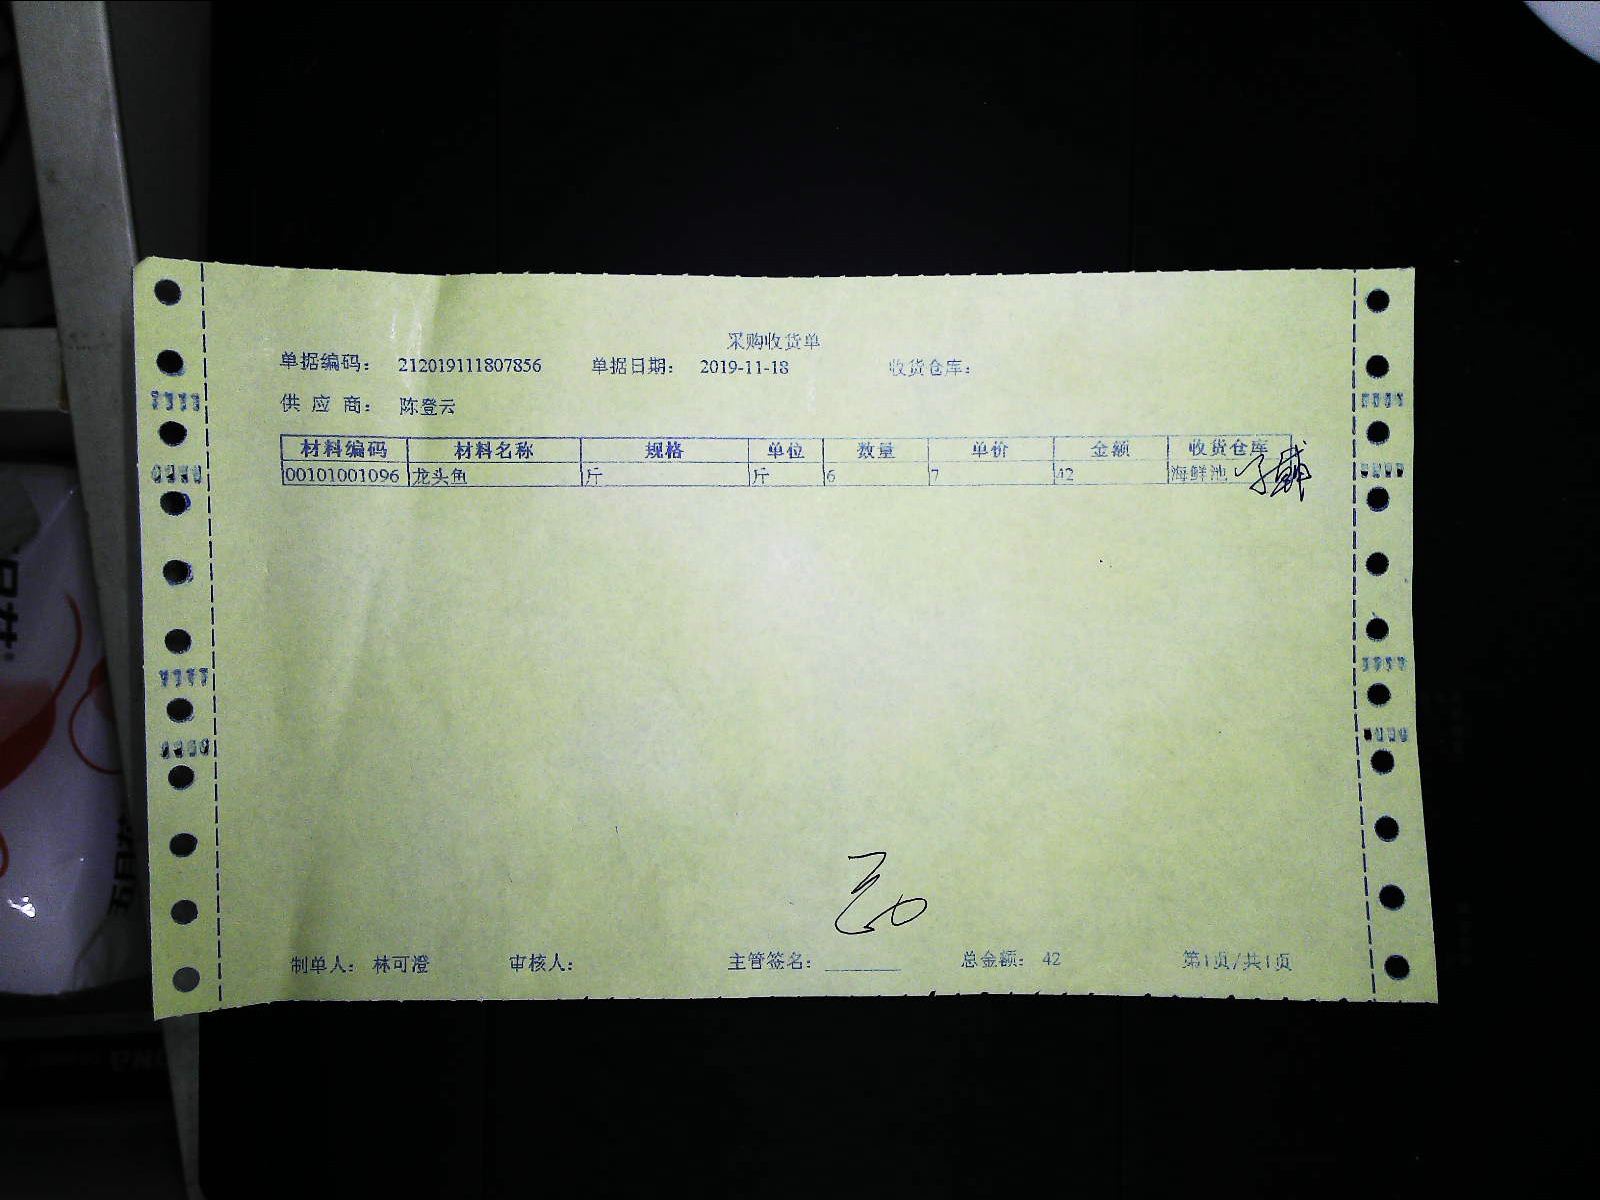 采购收货单
单据编码： 212019111807856 单据日期： 2019-11-18 收货仓库：
供 应 商： 陈登云
材料编码 材料名称 规格 单位 数量 单价 金额 收货仓库
00101001096 龙头鱼 斤 斤 6 7 42 海鲜池
制单人： 林可澄 审核人： 主管签名： ________ 总金额： 42 第1页/共1页